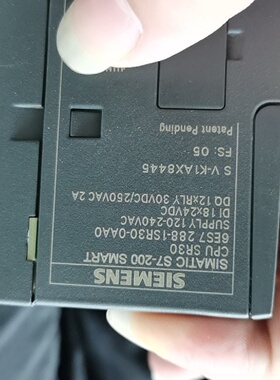 SIEMENS
SIMATIC S7-200 SMART
CPU SR30
6ES7 288-1SR30-0AA0
SUPPLY 120-240VAC
DI 18x24VDC
DQ 12xRLY 30VDC/250VAC 2A
S V-K1AX8445
FS: 05
Patent Pending